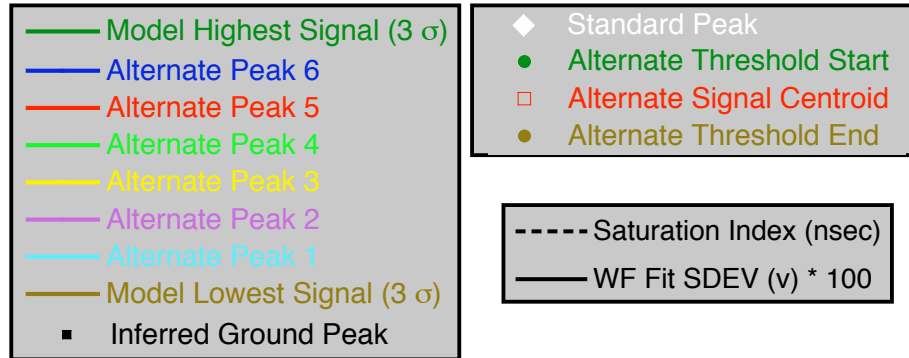 Model Highest Signal (3 σ)
Alternate Peak 6
Alternate Peak 5
Alternate Peak 4
Alternate Peak 3
Alternate Peak 2
Alternate Peak 1
Model Lowest Signal (3 σ)
Inferred Ground Peak
Standard Peak
Alternate Threshold Start
Alternate Signal Centroid
Alternate Threshold End
Saturation Index (nsec)
WF Fit SDEV (v) * 100